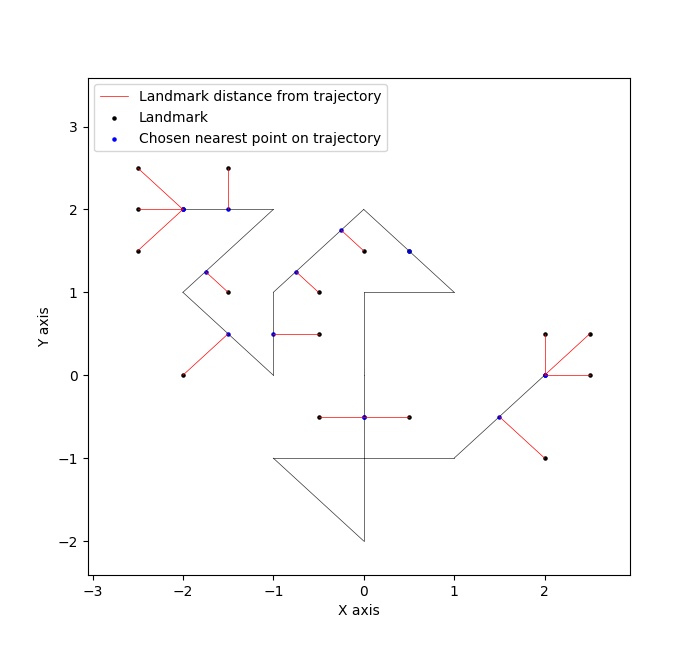 Landmark distance from trajectory
Landmark
Chosen nearest point on trajectory
3
2
1
0
−1
−2
Y axis
−3 −2 −1 0 1 2
X axis